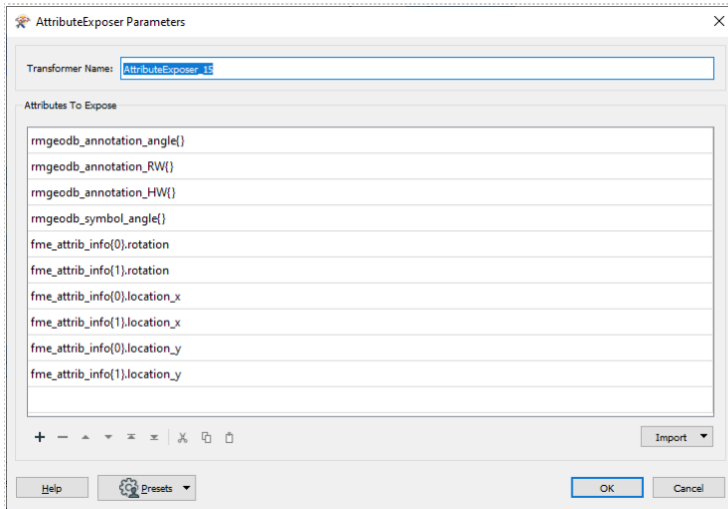 AttributeExposer Parameters
Transformer Name: AttributeExposer_15
Attributes To Expose
rmgeodb_annotation_angle{}
rmgeodb_annotation_RW{}
rmgeodb_annotation_HW{}
rmgeodb_symbol_angle{}
fme_attrib_info{0}.rotation
fme_attrib_info{1}.rotation
fme_attrib_info{0}.location_x
fme_attrib_info{1}.location_x
fme_attrib_info{0}.location_y
fme_attrib_info{1}.location_y
Import
Help Presets OK Cancel